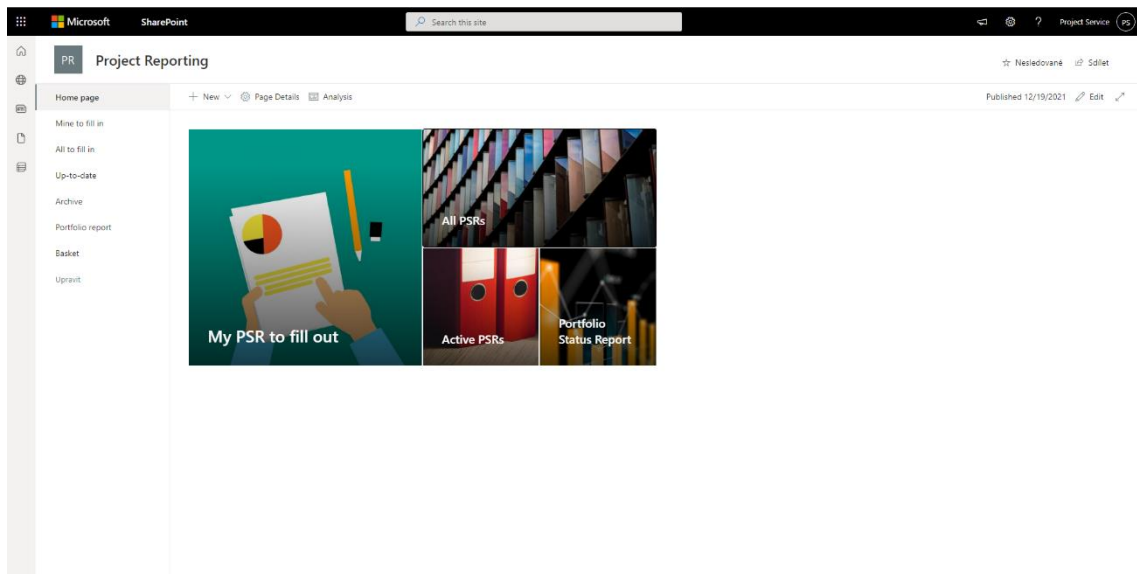 Microsoft SharePoint Search this site ? Project Service PS
PR Project Reporting Nesledované Sdílet
Home page + New Page Details Analysis Published 12/19/2021 Edit
Mine to fill in
All to fill in
Up-to-date
Archive
Portfolio report
Basket
Upravit
All PSRs
My PSR to fill out
Active PSRs
Portfolio
Status Report